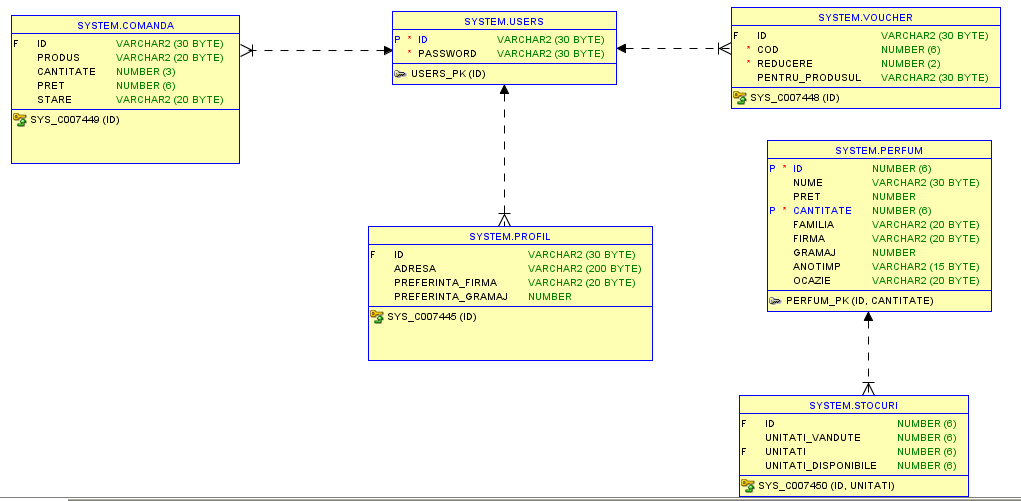 SYSTEM.COMANDA
F ID VARCHAR2 (30 BYTE)
PRODUS VARCHAR2 (20 BYTE)
CANTITATE NUMBER (3)
PRET NUMBER (6)
STARE VARCHAR2 (20 BYTE)
SYS_C007449 (ID)
SYSTEM.USERS
P * ID VARCHAR2 (30 BYTE)
* PASSWORD VARCHAR2 (30 BYTE)
USERS_PK (ID)
SYSTEM.VOUCHER
F ID VARCHAR2 (30 BYTE)
* COD NUMBER (6)
* REDUCERE NUMBER (2)
PENTRU_PRODUSUL VARCHAR2 (30 BYTE)
SYS_C007448 (ID)
SYSTEM.PERFUM
P * ID NUMBER (6)
NUME VARCHAR2 (30 BYTE)
PRET NUMBER
P * CANTITATE NUMBER (6)
FAMILIA VARCHAR2 (20 BYTE)
FIRMA VARCHAR2 (20 BYTE)
GRAMAJ NUMBER
ANOTIMP VARCHAR2 (15 BYTE)
OCAZIE VARCHAR2 (20 BYTE)
PERFUM_PK (ID, CANTITATE)
SYSTEM.PROFIL
F ID VARCHAR2 (30 BYTE)
ADRESA VARCHAR2 (200 BYTE)
PREFERINTA_FIRMA VARCHAR2 (20 BYTE)
PREFERINTA_GRAMAJ NUMBER
SYS_C007445 (ID)
SYSTEM.STOCURI
F ID NUMBER (6)
UNITATI_VANDUTE NUMBER (6)
F UNITATI NUMBER (6)
UNITATI_DISPONIBILE NUMBER (6)
SYS_C007450 (ID, UNITATI)